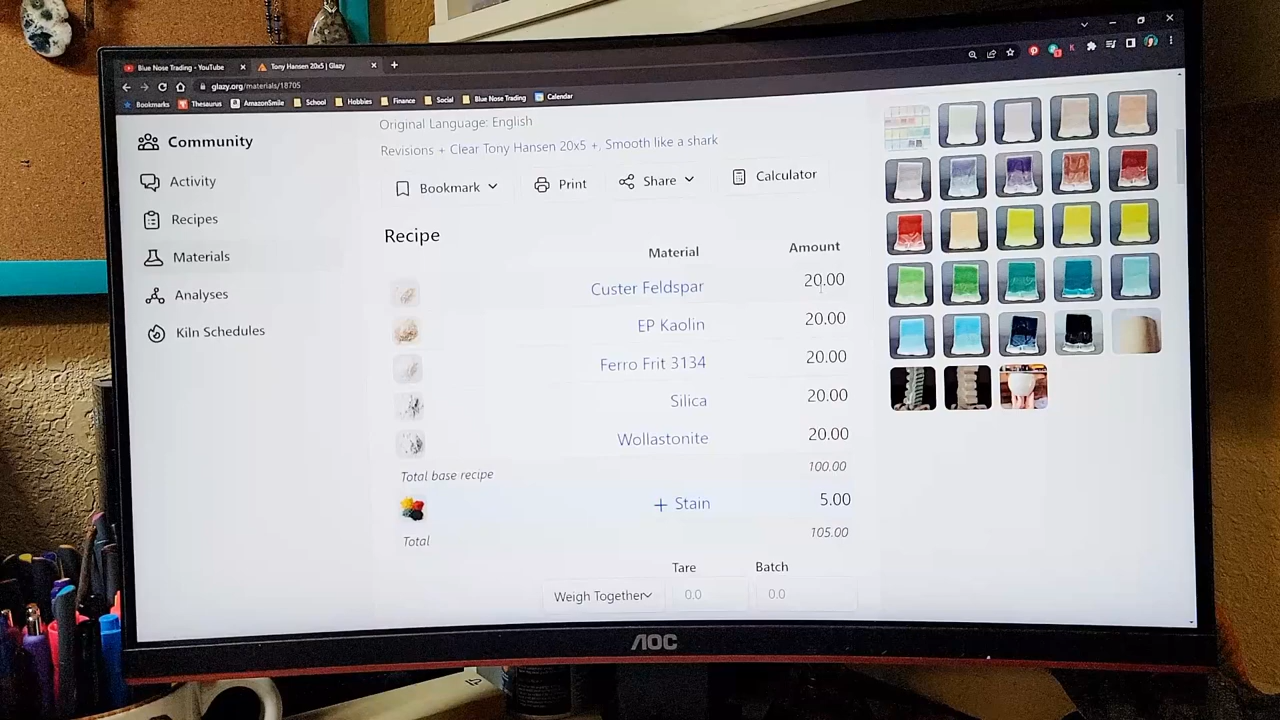 Blue Nose Trading - YouTube
Tony Hansen 20x5 | Glazy
glazy.org/materials/18705
Bookmarks Thesaurus AmazonSmile School Hobbies Finance Social Blue Nose Trading Calendar
Community
Activity
Recipes
Materials
Analyses
Kiln Schedules
Original Language: English
Revisions + Clear Tony Hansen 20x5 +, Smooth like a shark
Bookmark Print Share Calculator
Recipe
Material Amount
Custer Feldspar 20.00
EP Kaolin 20.00
Ferro Frit 3134 20.00
Silica 20.00
Wollastonite 20.00
Total base recipe 100.00
+ Stain 5.00
Total 105.00
Tare Batch
Weigh Together 0.0 0.0
AOC